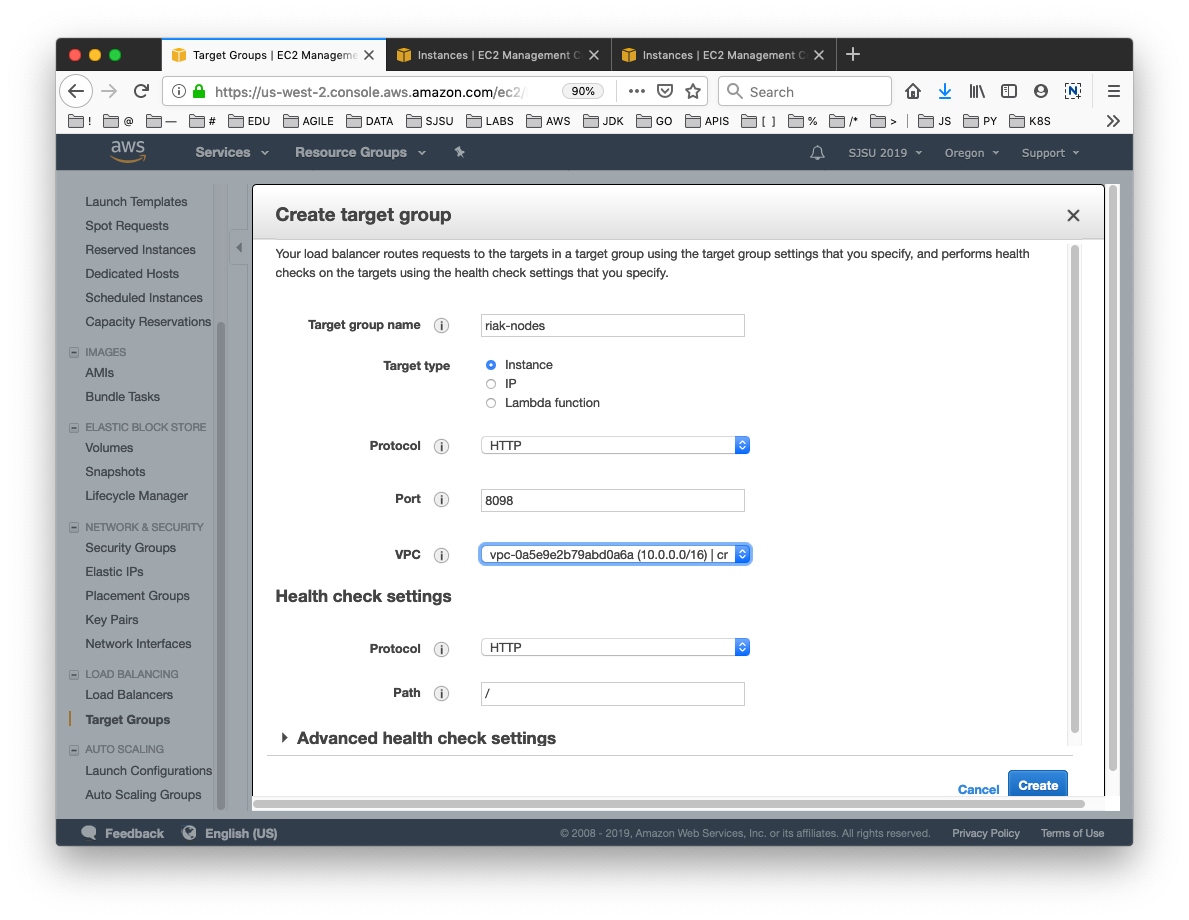 Target Groups | EC2 Manageme
Instances | EC2 Management C
Instances | EC2 Management C
https://us-west-2.console.aws.amazon.com/ec2/
90%
Search
!
@
—
#
EDU
AGILE
DATA
SJSU
LABS
AWS
JDK
GO
APIS
[ ]
%
/*
>
JS
PY
K8S
aws
Services
Resource Groups
SJSU 2019
Oregon
Support
Launch Templates
Spot Requests
Reserved Instances
Dedicated Hosts
Scheduled Instances
Capacity Reservations
IMAGES
AMIs
Bundle Tasks
ELASTIC BLOCK STORE
Volumes
Snapshots
Lifecycle Manager
NETWORK & SECURITY
Security Groups
Elastic IPs
Placement Groups
Key Pairs
Network Interfaces
LOAD BALANCING
Load Balancers
Target Groups
AUTO SCALING
Launch Configurations
Auto Scaling Groups
Create target group
Your load balancer routes requests to the targets in a target group using the target group settings that you specify, and performs health
checks on the targets using the health check settings that you specify.
Target group name
riak-nodes
Target type
Instance
IP
Lambda function
Protocol
HTTP
Port
8098
VPC
vpc-0a5e9e2b79abd0a6a (10.0.0.0/16) | cr
Health check settings
Protocol
HTTP
Path
/
Advanced health check settings
Cancel
Create
Feedback
English (US)
© 2008 - 2019, Amazon Web Services, Inc. or its affiliates. All rights reserved.
Privacy Policy
Terms of Use